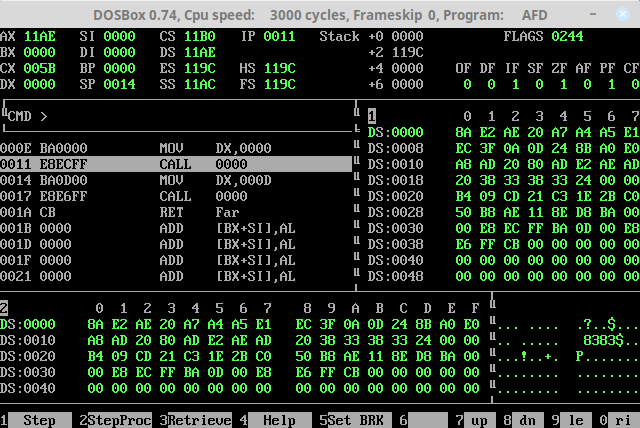 DOSBox 0.74, Cpu speed: 3000 cycles, Frameskip 0, Program: AFD
AX 11AE SI 0000 CS 11B0 IP 0011 Stack +0 0000 FLAGS 0244
BX 0000 DI 0000 DS 11AE +2 119C
CX 005B BP 0000 ES 119C HS 119C +4 0000 OF DF IF SF ZF AF PF CF
DX 0000 SP 0014 SS 11AC FS 119C +6 0000 0 0 1 0 1 0 1 0
CMD >
1 0 1 2 3 4 5 6 7
DS:0000 8A E2 AE 20 A7 A4 A5 E1
000E BA0000 MOV DX,0000 DS:0008 EC 3F 0A 0D 24 8B A0 E0
0011 E8ECFF CALL 0000 DS:0010 A8 AD 20 80 AD E2 AE AD
0014 BA0D00 MOV DX,000D DS:0018 20 38 33 38 33 24 00 00
0017 E8E6FF CALL 0000 DS:0020 B4 09 CD 21 C3 1E 2B C0
001A CB RET Far DS:0028 50 B8 AE 11 8E D8 BA 00
001B 0000 ADD [BX+SI],AL DS:0030 00 E8 EC FF BA 0D 00 E8
001D 0000 ADD [BX+SI],AL DS:0038 E6 FF CB 00 00 00 00 00
001F 0000 ADD [BX+SI],AL DS:0040 00 00 00 00 00 00 00 00
0021 0000 ADD [BX+SI],AL DS:0048 00 00 00 00 00 00 00 00
2 0 1 2 3 4 5 6 7 8 9 A B C D E F
DS:0000 8A E2 AE 20 A7 A4 A5 E1 EC 3F 0A 0D 24 8B A0 E0 ... .... .?..$...
DS:0010 A8 AD 20 80 AD E2 AE AD 20 38 33 38 33 24 00 00 .. ..... 8383$..
DS:0020 B4 09 CD 21 C3 1E 2B C0 50 B8 AE 11 8E D8 BA 00 ...!..+. P.......
DS:0030 00 E8 EC FF BA 0D 00 E8 E6 FF CB 00 00 00 00 00 ........ ........
DS:0040 00 00 00 00 00 00 00 00 00 00 00 00 00 00 00 00 ........ ........
1 Step 2 StepProc 3 Retrieve 4 Help 5 Set BRK 6 7 up 8 dn 9 le 0 ri